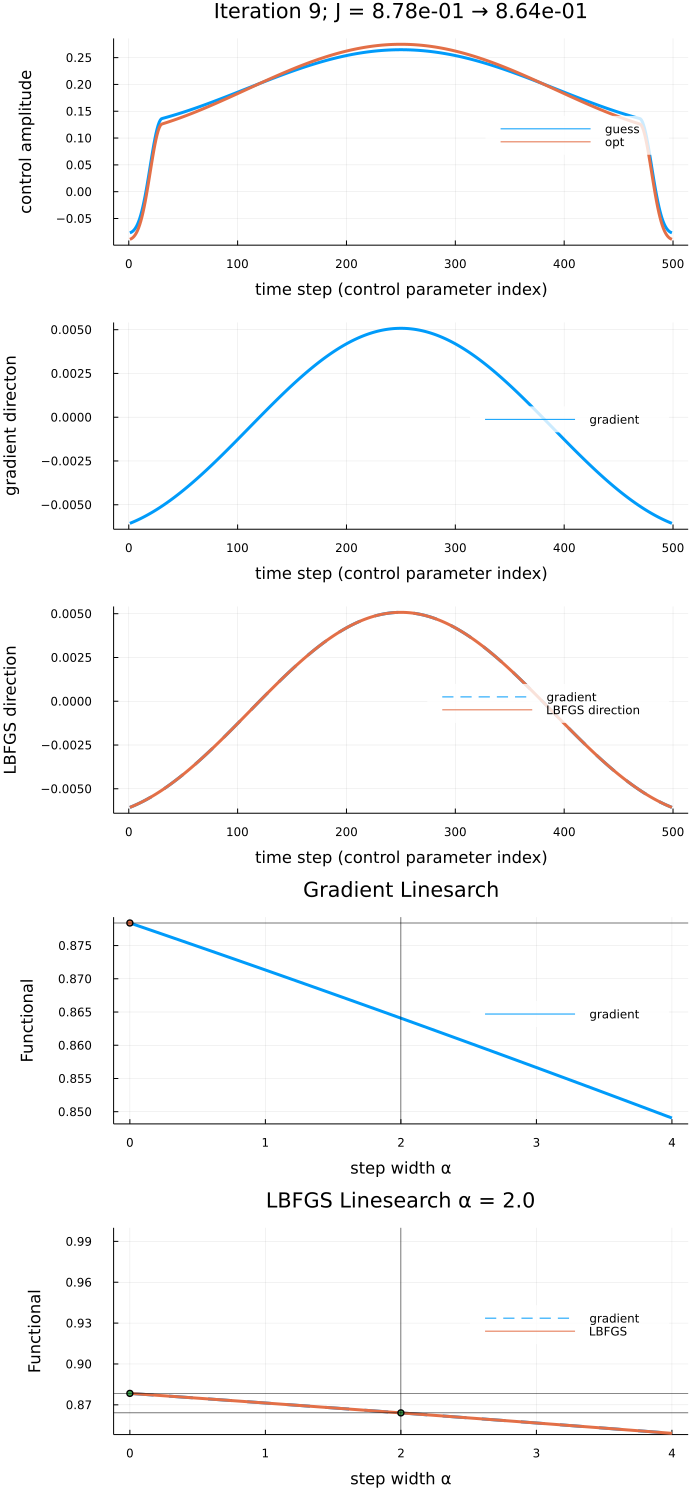 Iteration 9; J = 8.78e-01 → 8.64e-01
control amplitude
0.25
0.20
0.15
0.10
0.05
0.00
−0.05
guess
opt
0 100 200 300 400 500
time step (control parameter index)
gradient directon
0.0050
0.0025
0.0000
−0.0025
−0.0050
gradient
0 100 200 300 400 500
time step (control parameter index)
LBFGS direction
0.0050
0.0025
0.0000
−0.0025
−0.0050
gradient
LBFGS direction
0 100 200 300 400 500
time step (control parameter index)
Gradient Linesarch
Functional
0.875
0.870
0.865
0.860
0.855
0.850
gradient
0 1 2 3 4
step width α
LBFGS Linesearch α = 2.0
Functional
0.99
0.96
0.93
0.90
0.87
gradient
LBFGS
0 1 2 3 4
step width α